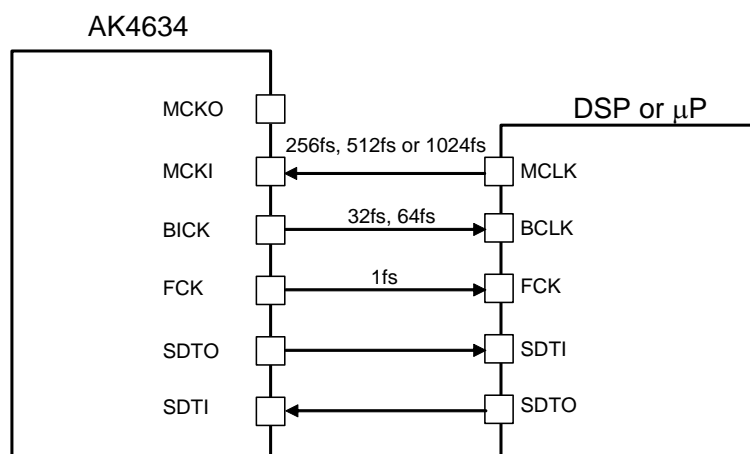 AK4634
DSP or μP
MCKO
256fs, 512fs or 1024fs
MCKI
MCLK
32fs, 64fs
BICK
BCLK
1fs
FCK
FCK
SDTO
SDTI
SDTI
SDTO